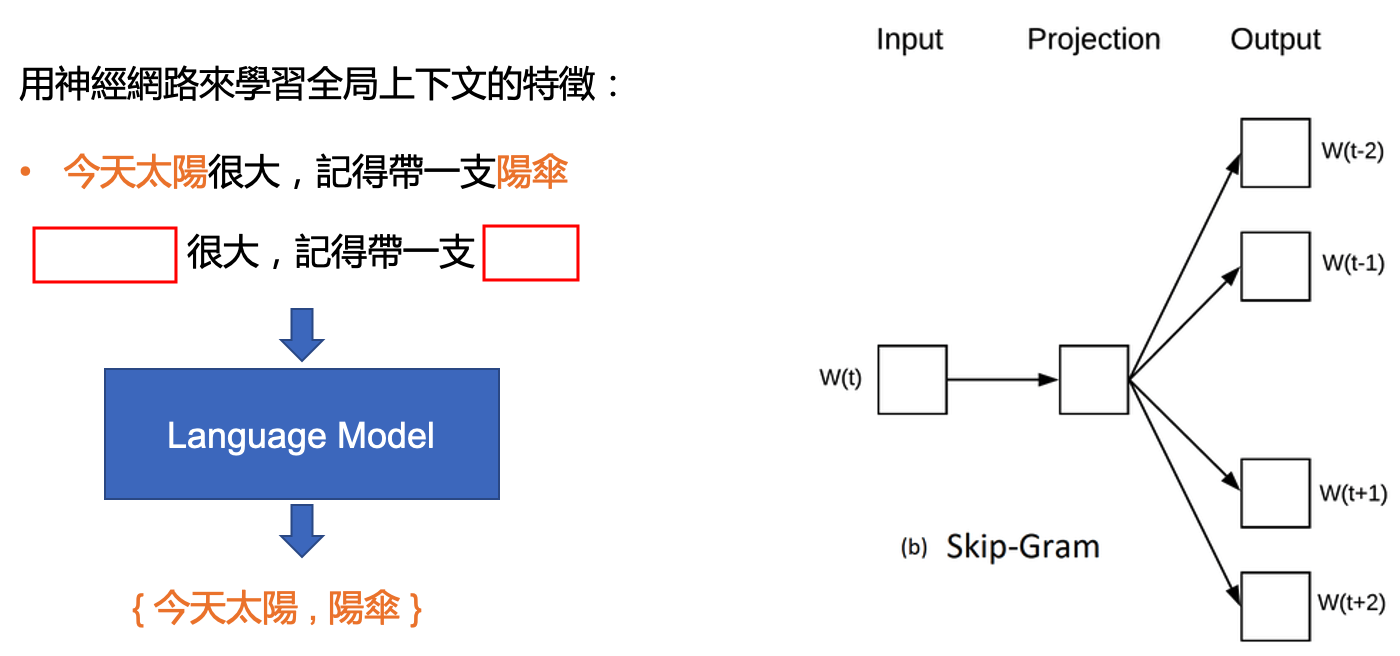 用神經網路來學習全局上下文的特徵：
• 今天太陽很大，記得帶一支陽傘
很大，記得帶一支
Language Model
{ 今天太陽 , 陽傘 }
Input Projection Output
W(t-2)
W(t-1)
W(t)
W(t+1)
(b) Skip-Gram
W(t+2)